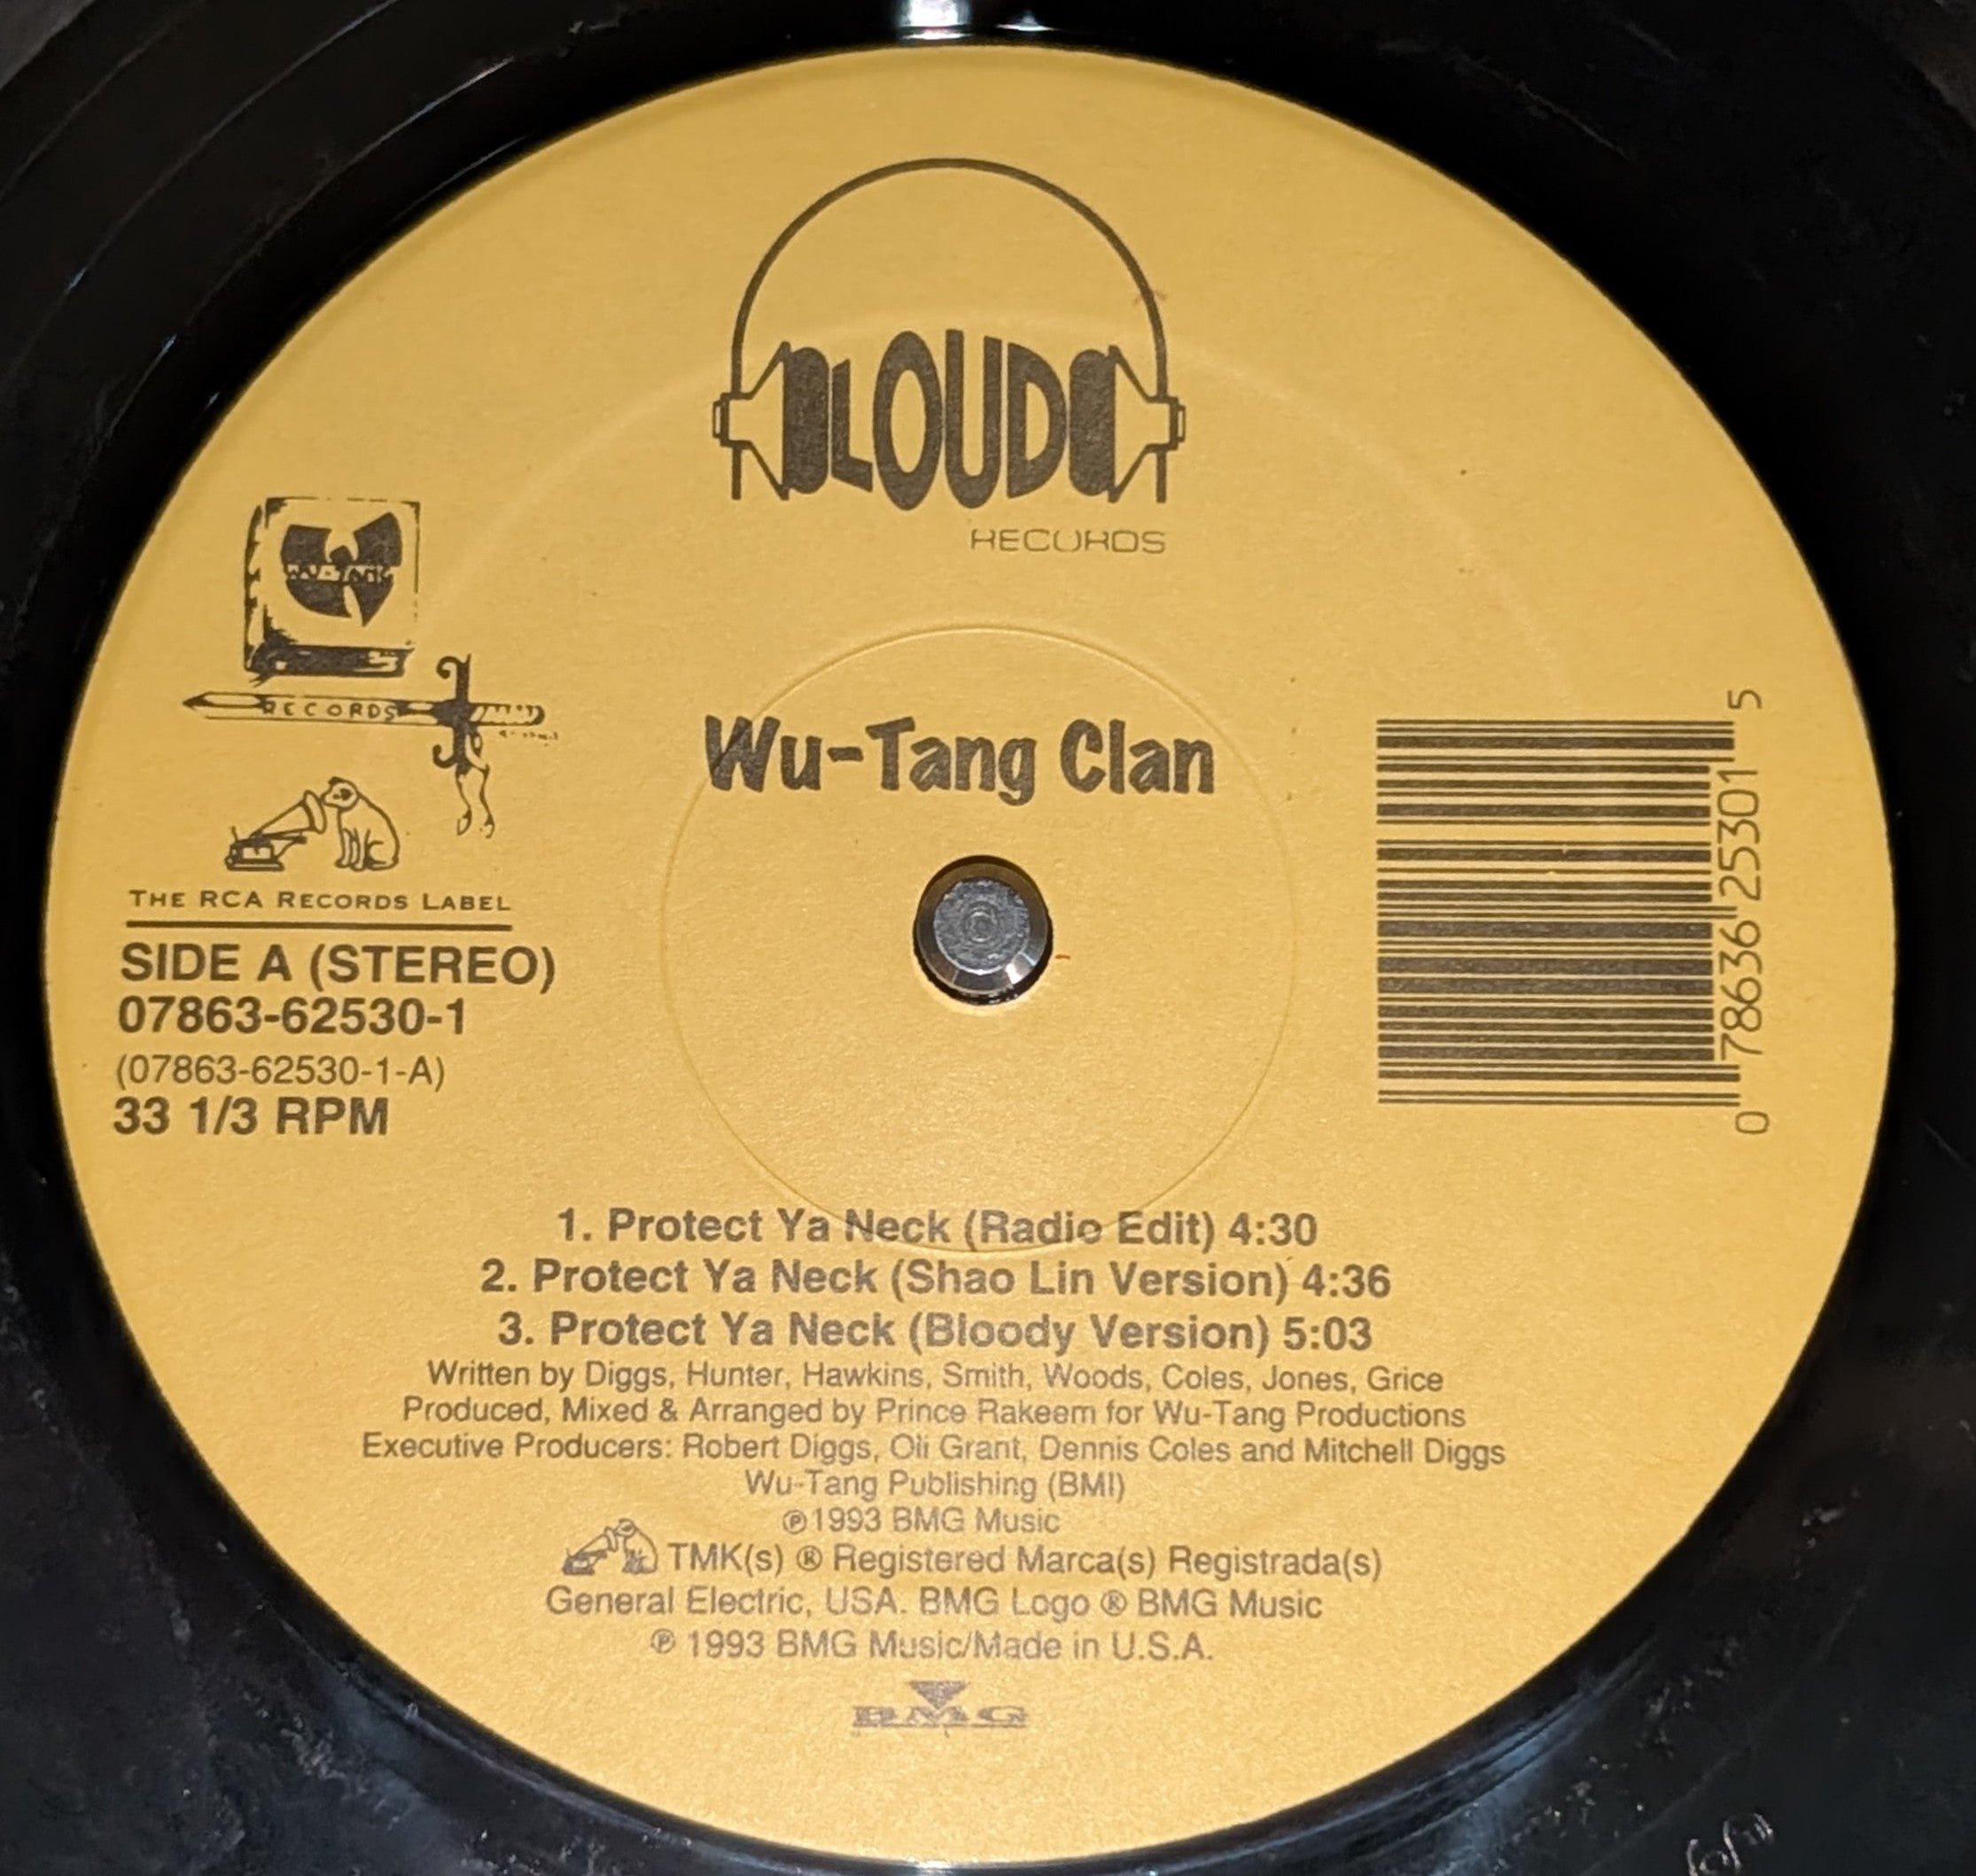 LOUD
RECORDS
WU-TANG
RECORDS
Wu-Tang Clan
THE RCA RECORDS LABEL
SIDE A (STEREO)
07863-62530-1
(07863-62530-1-A)
33 1/3 RPM
0 78636 25301 5
1. Protect Ya Neck (Radio Edit) 4:30
2. Protect Ya Neck (Shao Lin Version) 4:36
3. Protect Ya Neck (Bloody Version) 5:03
Written by Diggs, Hunter, Hawkins, Smith, Woods, Coles, Jones, Grice
Produced, Mixed & Arranged by Prince Rakeem for Wu-Tang Productions
Executive Producers: Robert Diggs, Oli Grant, Dennis Coles and Mitchell Diggs
Wu-Tang Publishing (BMI)
℗1993 BMG Music
TMK(s) ® Registered Marca(s) Registrada(s)
General Electric, USA. BMG Logo ® BMG Music
℗ 1993 BMG Music/Made in U.S.A.
BMG